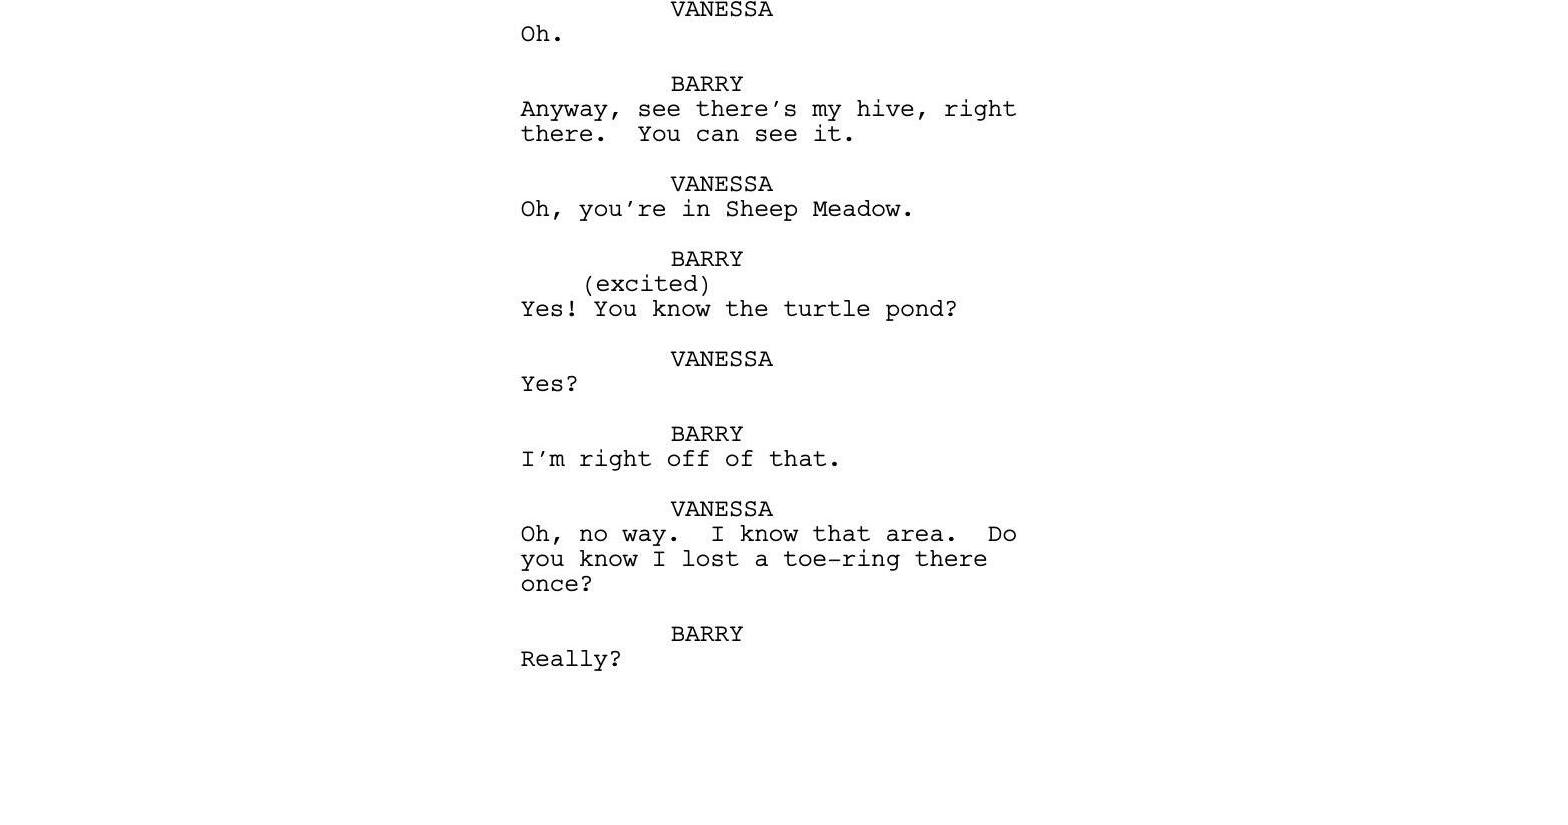 VANESSA
Oh.
BARRY
Anyway, see there's my hive, right
there.  You can see it.
VANESSA
Oh, you're in Sheep Meadow.
BARRY
(excited)
Yes! You know the turtle pond?
VANESSA
Yes?
BARRY
I'm right off of that.
VANESSA
Oh, no way.  I know that area.  Do
you know I lost a toe-ring there
once?
BARRY
Really?